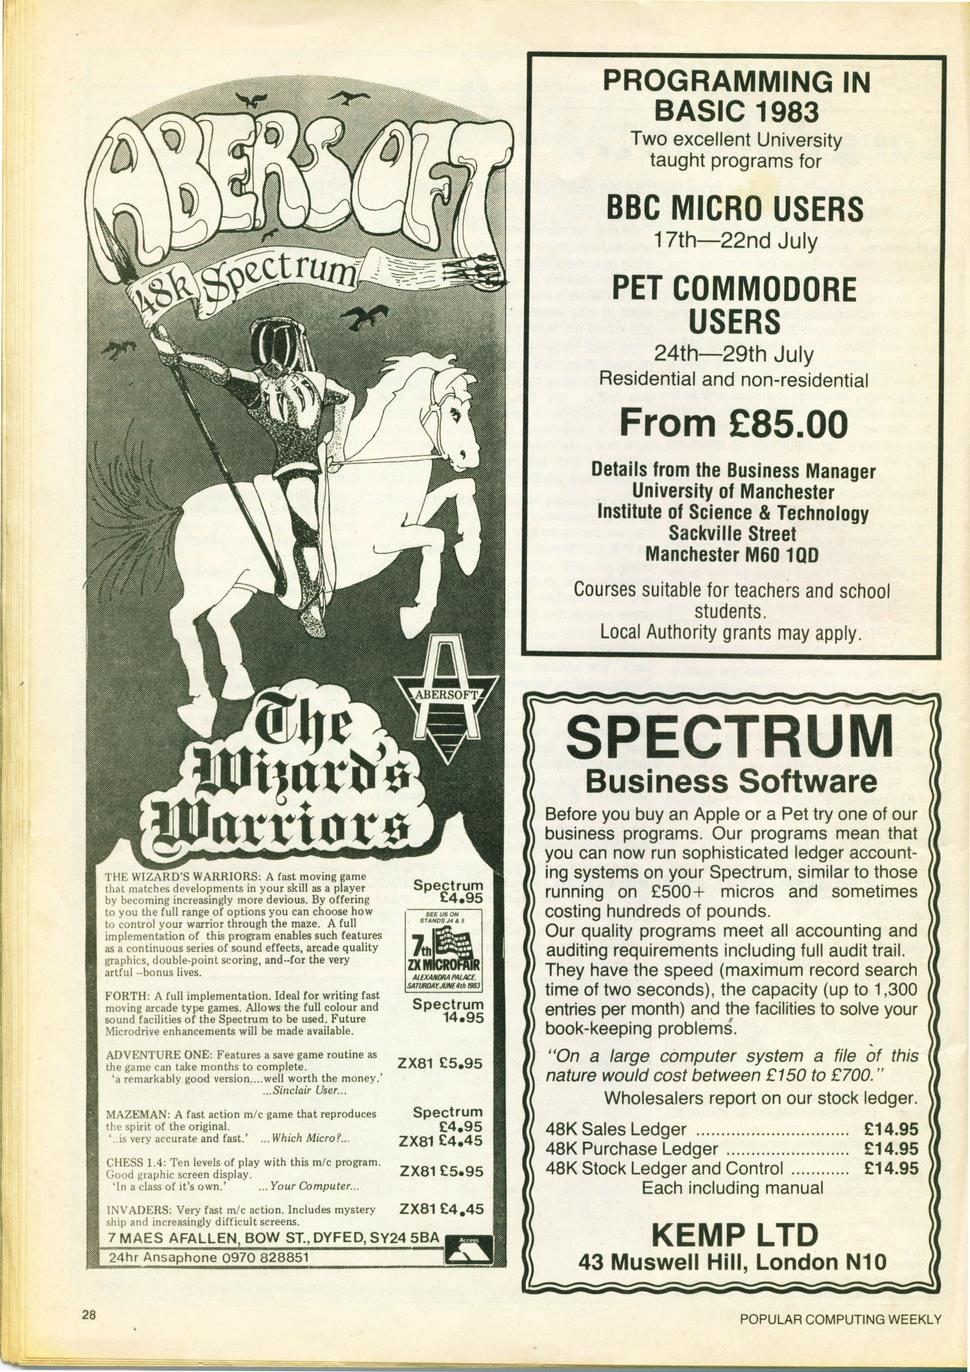 ABERSOFT
48k Spectrum
ABERSOFT
The
Wizard's
Warriors
THE WIZARD'S WARRIORS: A fast moving game
that matches developments in your skill as a player
by becoming increasingly more devious. By offering
to you the full range of options you can choose how
to control your warrior through the maze. A full
implementation of this program enables such features
as a continuous series of sound effects, arcade quality
graphics, double-point scoring, and--for the very
artful --bonus lives.
Spectrum
£4.95
SEE US ON
STANDS J4 & 5
7th
ZX MICROFAIR
ALEXANDRA PALACE,
SATURDAY, JUNE 4th 1983
FORTH: A full implementation. Ideal for writing fast
moving arcade type games. Allows the full colour and
sound facilities of the Spectrum to be used. Future
Microdrive enhancements will be made available.
Spectrum
14.95
ADVENTURE ONE: Features a save game routine as
the game can take months to complete.
'a remarkably good version....well worth the money.'
...Sinclair User...
ZX81 £5.95
MAZEMAN: A fast action m/c game that reproduces
the spirit of the original.
'..is very accurate and fast.' ...Which Micro?...
Spectrum
£4.95
ZX81 £4.45
CHESS 1.4: Ten levels of play with this m/c program.
Good graphic screen display.
'In a class of it's own.' ...Your Computer...
ZX81 £5.95
INVADERS: Very fast m/c action. Includes mystery
ship and increasingly difficult screens.
ZX81 £4.45
7 MAES AFALLEN, BOW ST., DYFED, SY24 5BA
24hr Ansaphone 0970 828851
Access
PROGRAMMING IN
BASIC 1983
Two excellent University
taught programs for
BBC MICRO USERS
17th—22nd July
PET COMMODORE
USERS
24th—29th July
Residential and non-residential
From £85.00
Details from the Business Manager
University of Manchester
Institute of Science & Technology
Sackville Street
Manchester M60 1QD
Courses suitable for teachers and school
students.
Local Authority grants may apply.
SPECTRUM
Business Software
Before you buy an Apple or a Pet try one of our
business programs. Our programs mean that
you can now run sophisticated ledger account-
ing systems on your Spectrum, similar to those
running on £500+ micros and sometimes
costing hundreds of pounds.
Our quality programs meet all accounting and
auditing requirements including full audit trail.
They have the speed (maximum record search
time of two seconds), the capacity (up to 1,300
entries per month) and the facilities to solve your
book-keeping problems.
"On a large computer system a file of this
nature would cost between £150 to £700."
Wholesalers report on our stock ledger.
48K Sales Ledger ............................ £14.95
48K Purchase Ledger ...................... £14.95
48K Stock Ledger and Control ............ £14.95
Each including manual
KEMP LTD
43 Muswell Hill, London N10
28
POPULAR COMPUTING WEEKLY